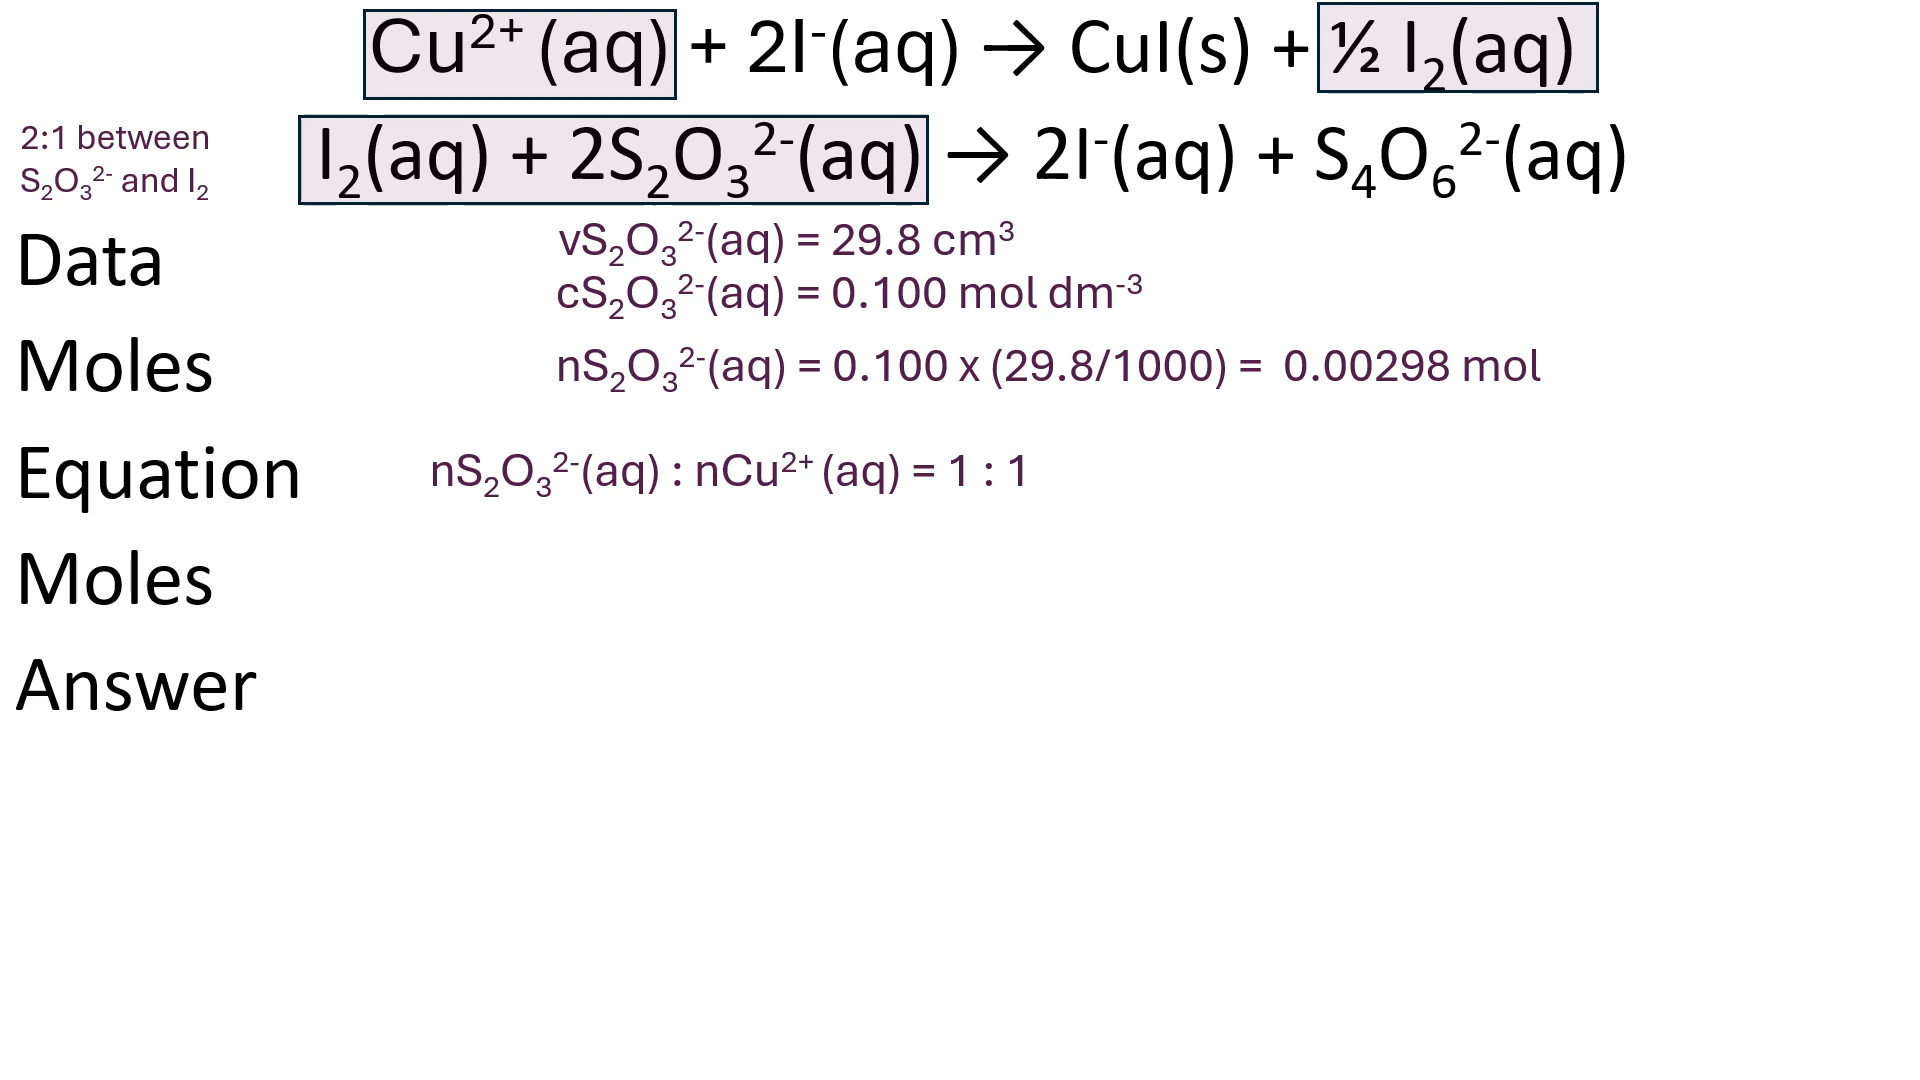 Cu²⁺ (aq) + 2I⁻(aq) → CuI(s) + ½ I₂(aq)
2:1 between
S₂O₃²⁻ and I₂
I₂(aq) + 2S₂O₃²⁻(aq) → 2I⁻(aq) + S₄O₆²⁻(aq)
Data
vS₂O₃²⁻(aq) = 29.8 cm³
cS₂O₃²⁻(aq) = 0.100 mol dm⁻³
Moles
nS₂O₃²⁻(aq) = 0.100 x (29.8/1000) = 0.00298 mol
Equation
nS₂O₃²⁻(aq) : nCu²⁺ (aq) = 1 : 1
Moles
Answer